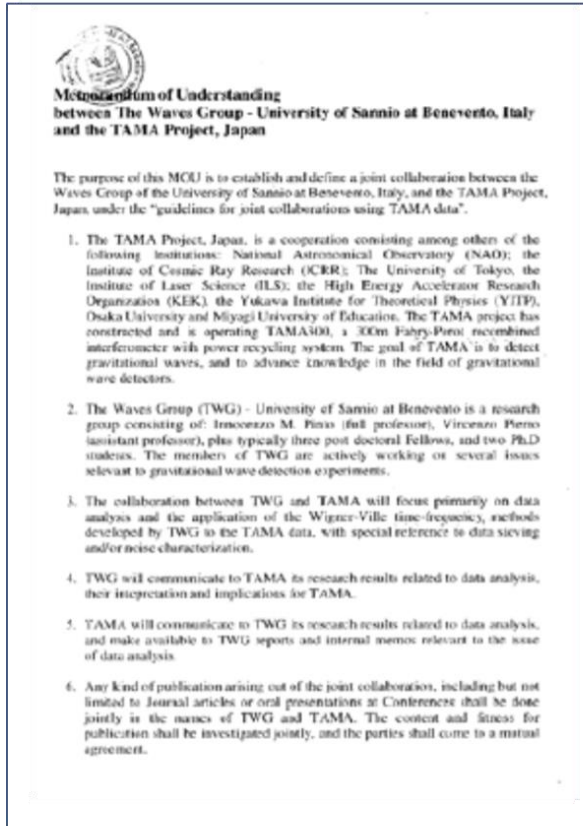 Memorandum of Understanding
between The Waves Group - University of Sannio at Benevento, Italy
and the TAMA Project, Japan
The purpose of this MOU is to establish and define a joint collaboration between the
Waves Group of the University of Sannio at Benevento, Italy, and the TAMA Project,
Japan, under the "guidelines for joint collaborations using TAMA data".
1. The TAMA Project, Japan, is a cooperation consisting among others of the
following Institutions: National Astronomical Observatory (NAO); the
Institute of Cosmic Ray Research (ICRR); The University of Tokyo, the
Institute of Laser Science (ILS); the High Energy Accelerator Research
Organization (KEK), the Yukawa Institute for Theoretical Physics (YITP),
Osaka University and Miyagi University of Education. The TAMA project has
constructed and is operating TAMA300, a 300m Fabry-Perot recombined
interferometer with power recycling system. The goal of TAMA is to detect
gravitational waves, and to advance knowledge in the field of gravitational
wave detectors.
2. The Waves Group (TWG) - University of Sannio at Benevento is a research
group consisting of: Innocenzo M. Pinto (full professor), Vincenzo Pierro
(assistant professor), plus typically three post doctoral Fellows, and two Ph.D
students. The members of TWG are actively working on several issues
relevant to gravitational wave detection experiments.
3. The collaboration between TWG and TAMA will focus primarily on data
analysis and the application of the Wigner-Ville time-frequency, methods
developed by TWG to the TAMA data, with special reference to data sieving
and/or noise characterization.
4. TWG will communicate to TAMA its research results related to data analysis,
their intepretation and implications for TAMA.
5. TAMA will communicate to TWG its research results related to data analysis,
and make available to TWG reports and internal memos relevant to the issue
of data analysis.
6. Any kind of publication arising out of the joint collaboration, including but not
limited to Journal articles or oral presentations at Conferences shall be done
jointly in the names of TWG and TAMA. The content and fitness for
publication shall be investigated jointly, and the parties shall come to a mutual
agreement.